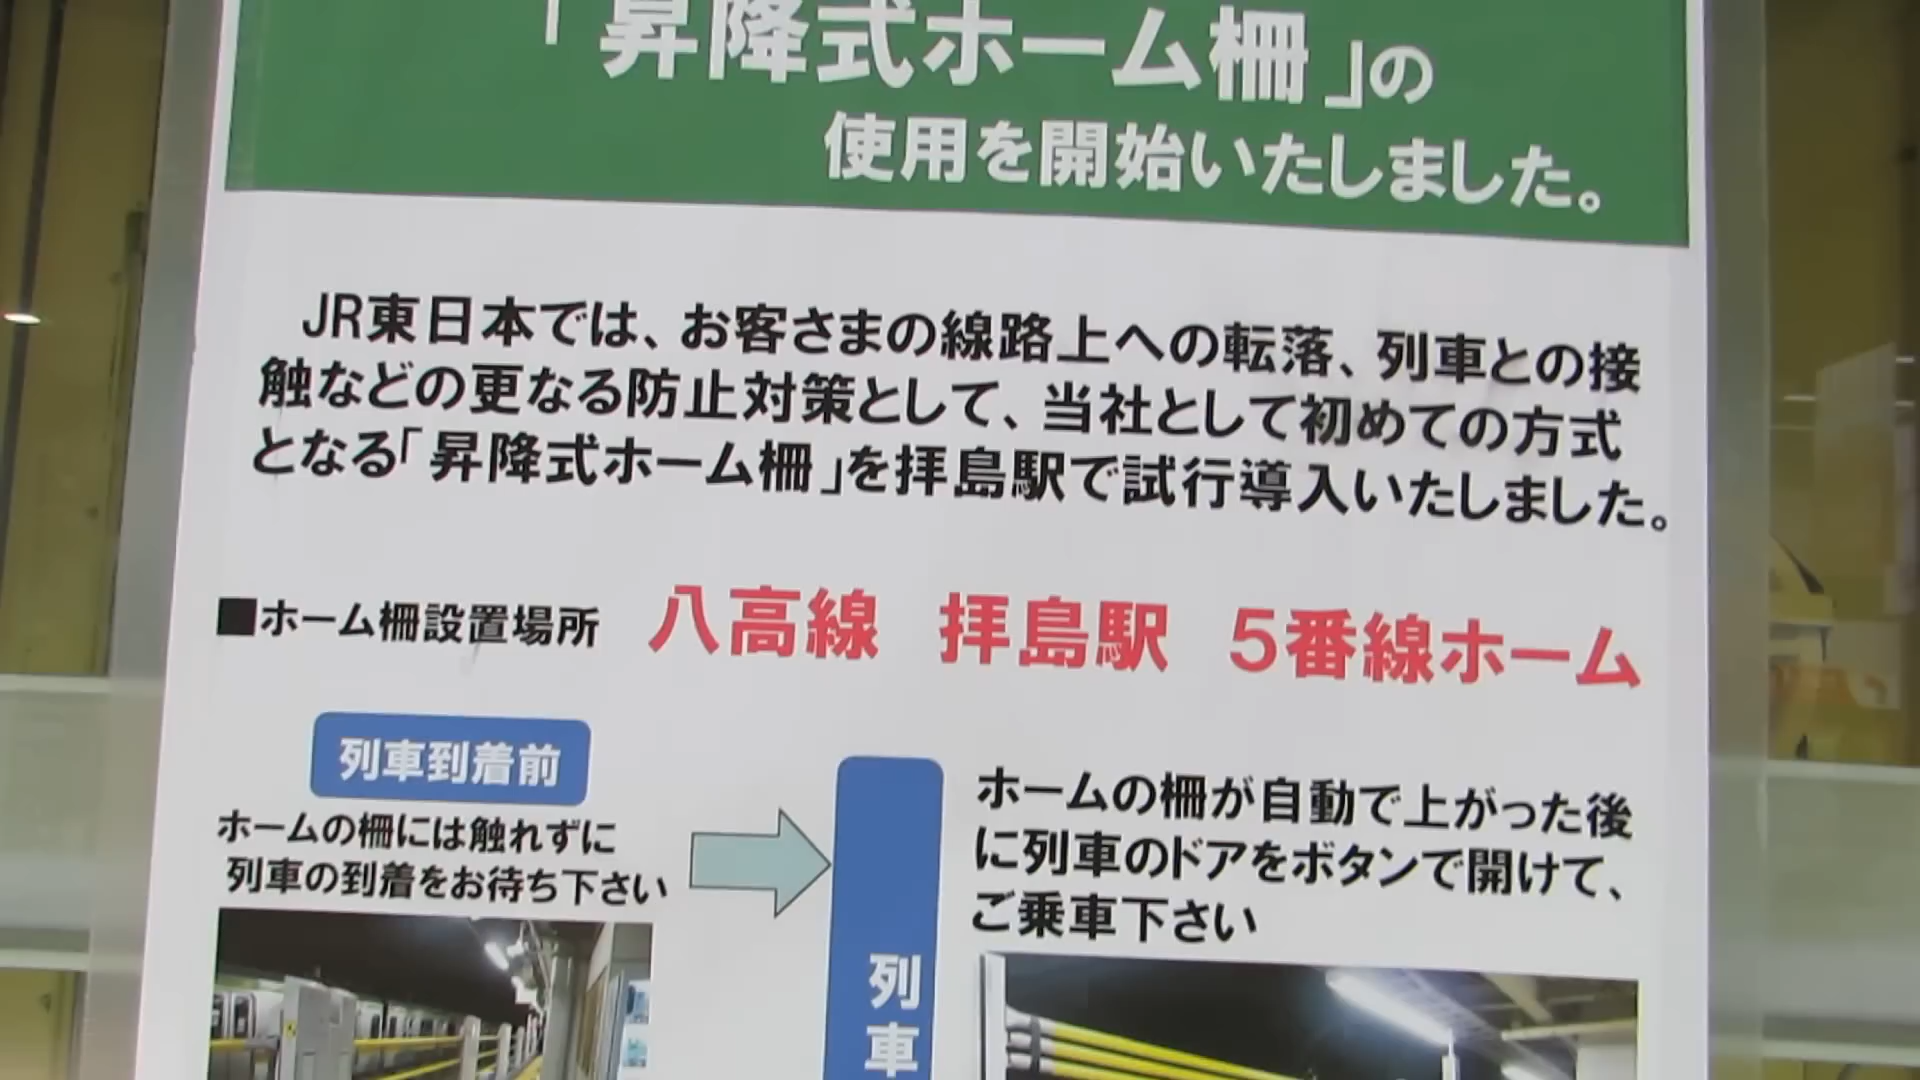 「昇降式ホーム柵」の
使用を開始いたしました。
JR東日本では、お客さまの線路上への転落、列車との接
触などの更なる防止対策として、当社として初めての方式
となる「昇降式ホーム柵」を拝島駅で試行導入いたしました。
■ホーム柵設置場所 八高線 拝島駅 5番線ホーム
列車到着前
ホームの柵には触れずに
列車の到着をお待ち下さい
列車
ホームの柵が自動で上がった後
に列車のドアをボタンで開けて、
ご乗車下さい